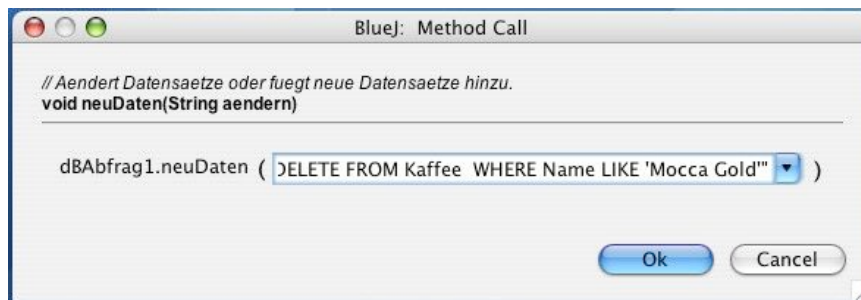 BlueJ: Method Call
// Aendert Datensaetze oder fuegt neue Datensaetze hinzu.
void neuDaten(String aendern)
dBAbfrag1.neuDaten ( DELETE FROM Kaffee WHERE Name LIKE 'Mocca Gold'" )
Ok Cancel